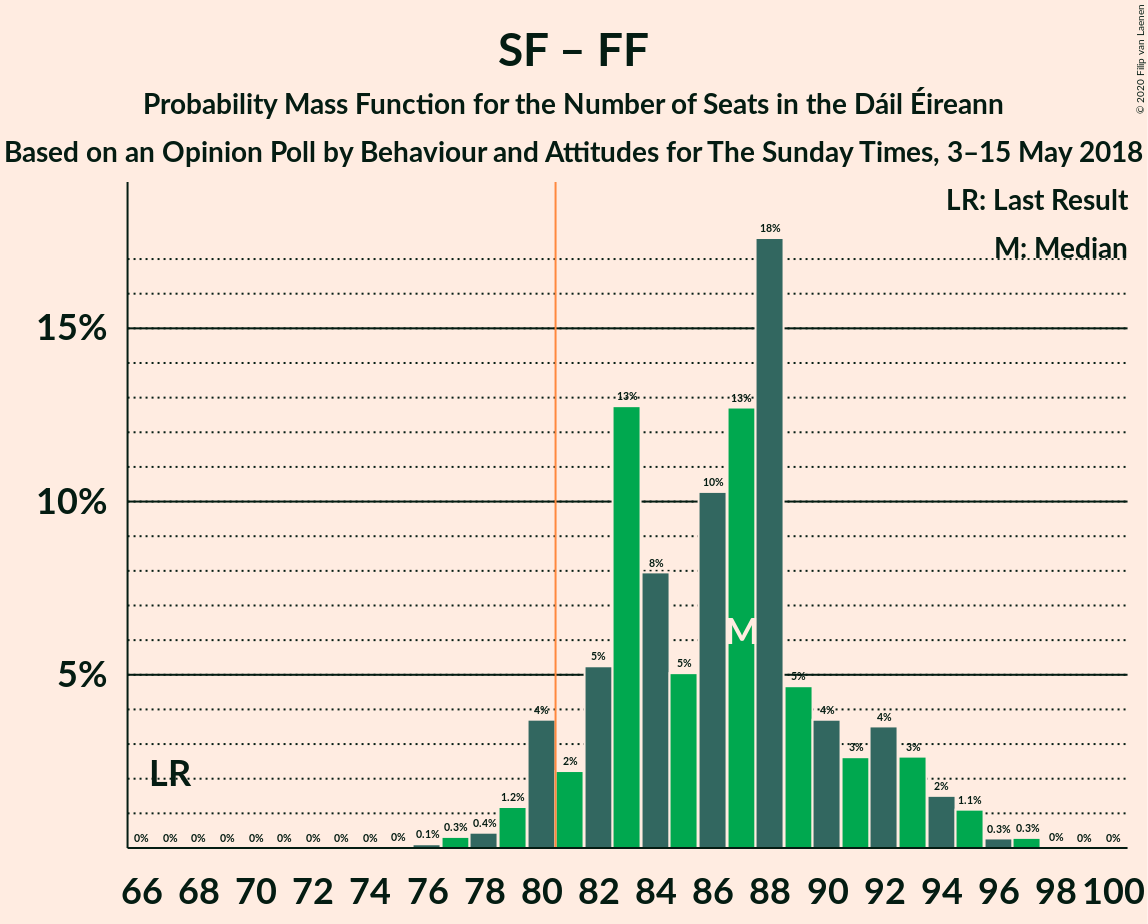 SF – FF
Probability Mass Function for the Number of Seats in the Dáil Éireann
Based on an Opinion Poll by Behaviour and Attitudes for The Sunday Times, 3–15 May 2018
© 2020 Filip van Laenen
LR: Last Result
M: Median
15%
10%
5%
LR
M
0% 0% 0% 0% 0% 0% 0% 0% 0% 0% 0.1% 0.3% 0.4% 1.2% 4% 2% 5% 13% 8% 5% 10% 13% 18% 5% 4% 3% 4% 3% 2% 1.1% 0.3% 0.3% 0% 0% 0%
66 68 70 72 74 76 78 80 82 84 86 88 90 92 94 96 98 100